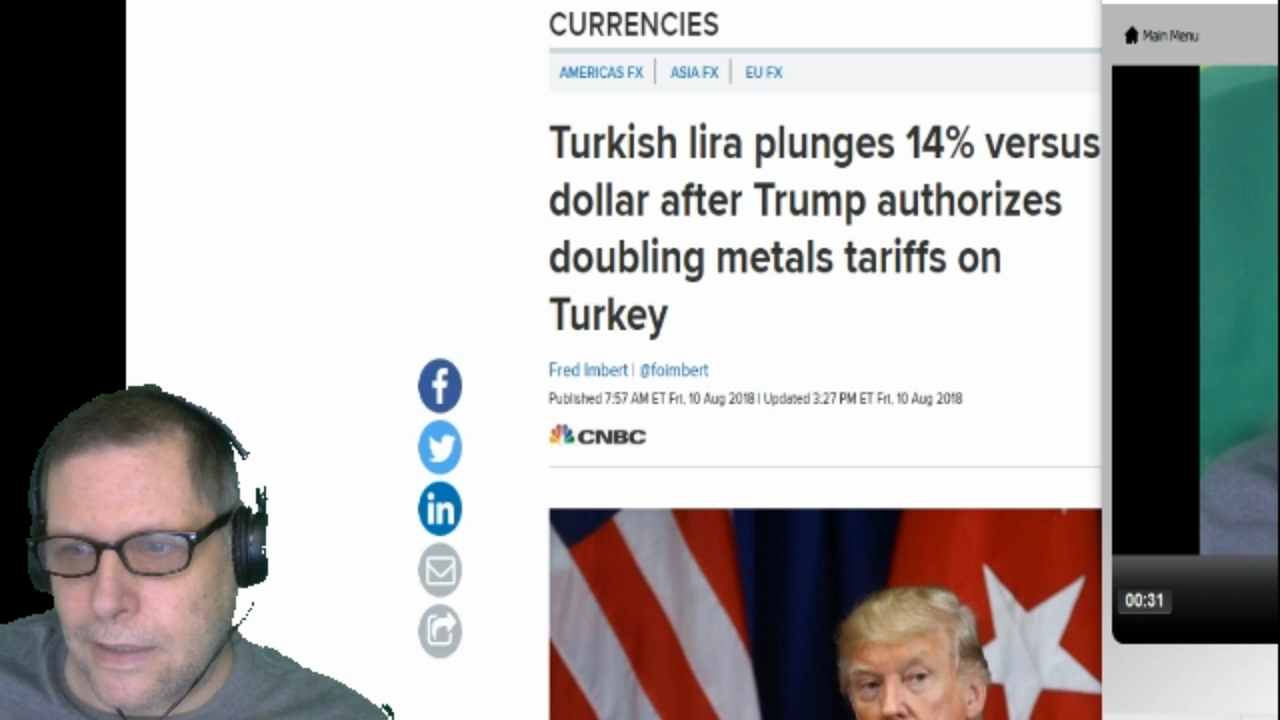 CURRENCIES
AMERICAS FX | ASIA FX | EU FX
Turkish lira plunges 14% versus
dollar after Trump authorizes
doubling metals tariffs on
Turkey
Fred Imbert | @foimbert
Published 7:57 AM ET Fri, 10 Aug 2018 | Updated 3:27 PM ET Fri, 10 Aug 2018
CNBC
Main Menu
00:31